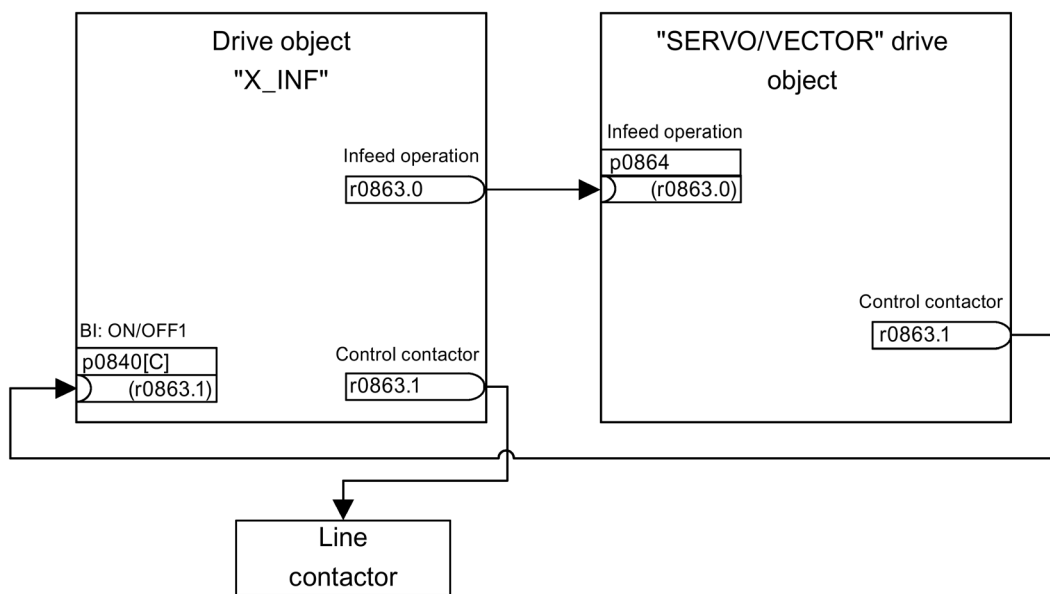 Drive object
"X_INF"
Infeed operation
r0863.0
BI: ON/OFF1
p0840[C]
(r0863.1)
Control contactor
r0863.1
"SERVO/VECTOR" drive
object
Infeed operation
p0864
(r0863.0)
Control contactor
r0863.1
Line
contactor